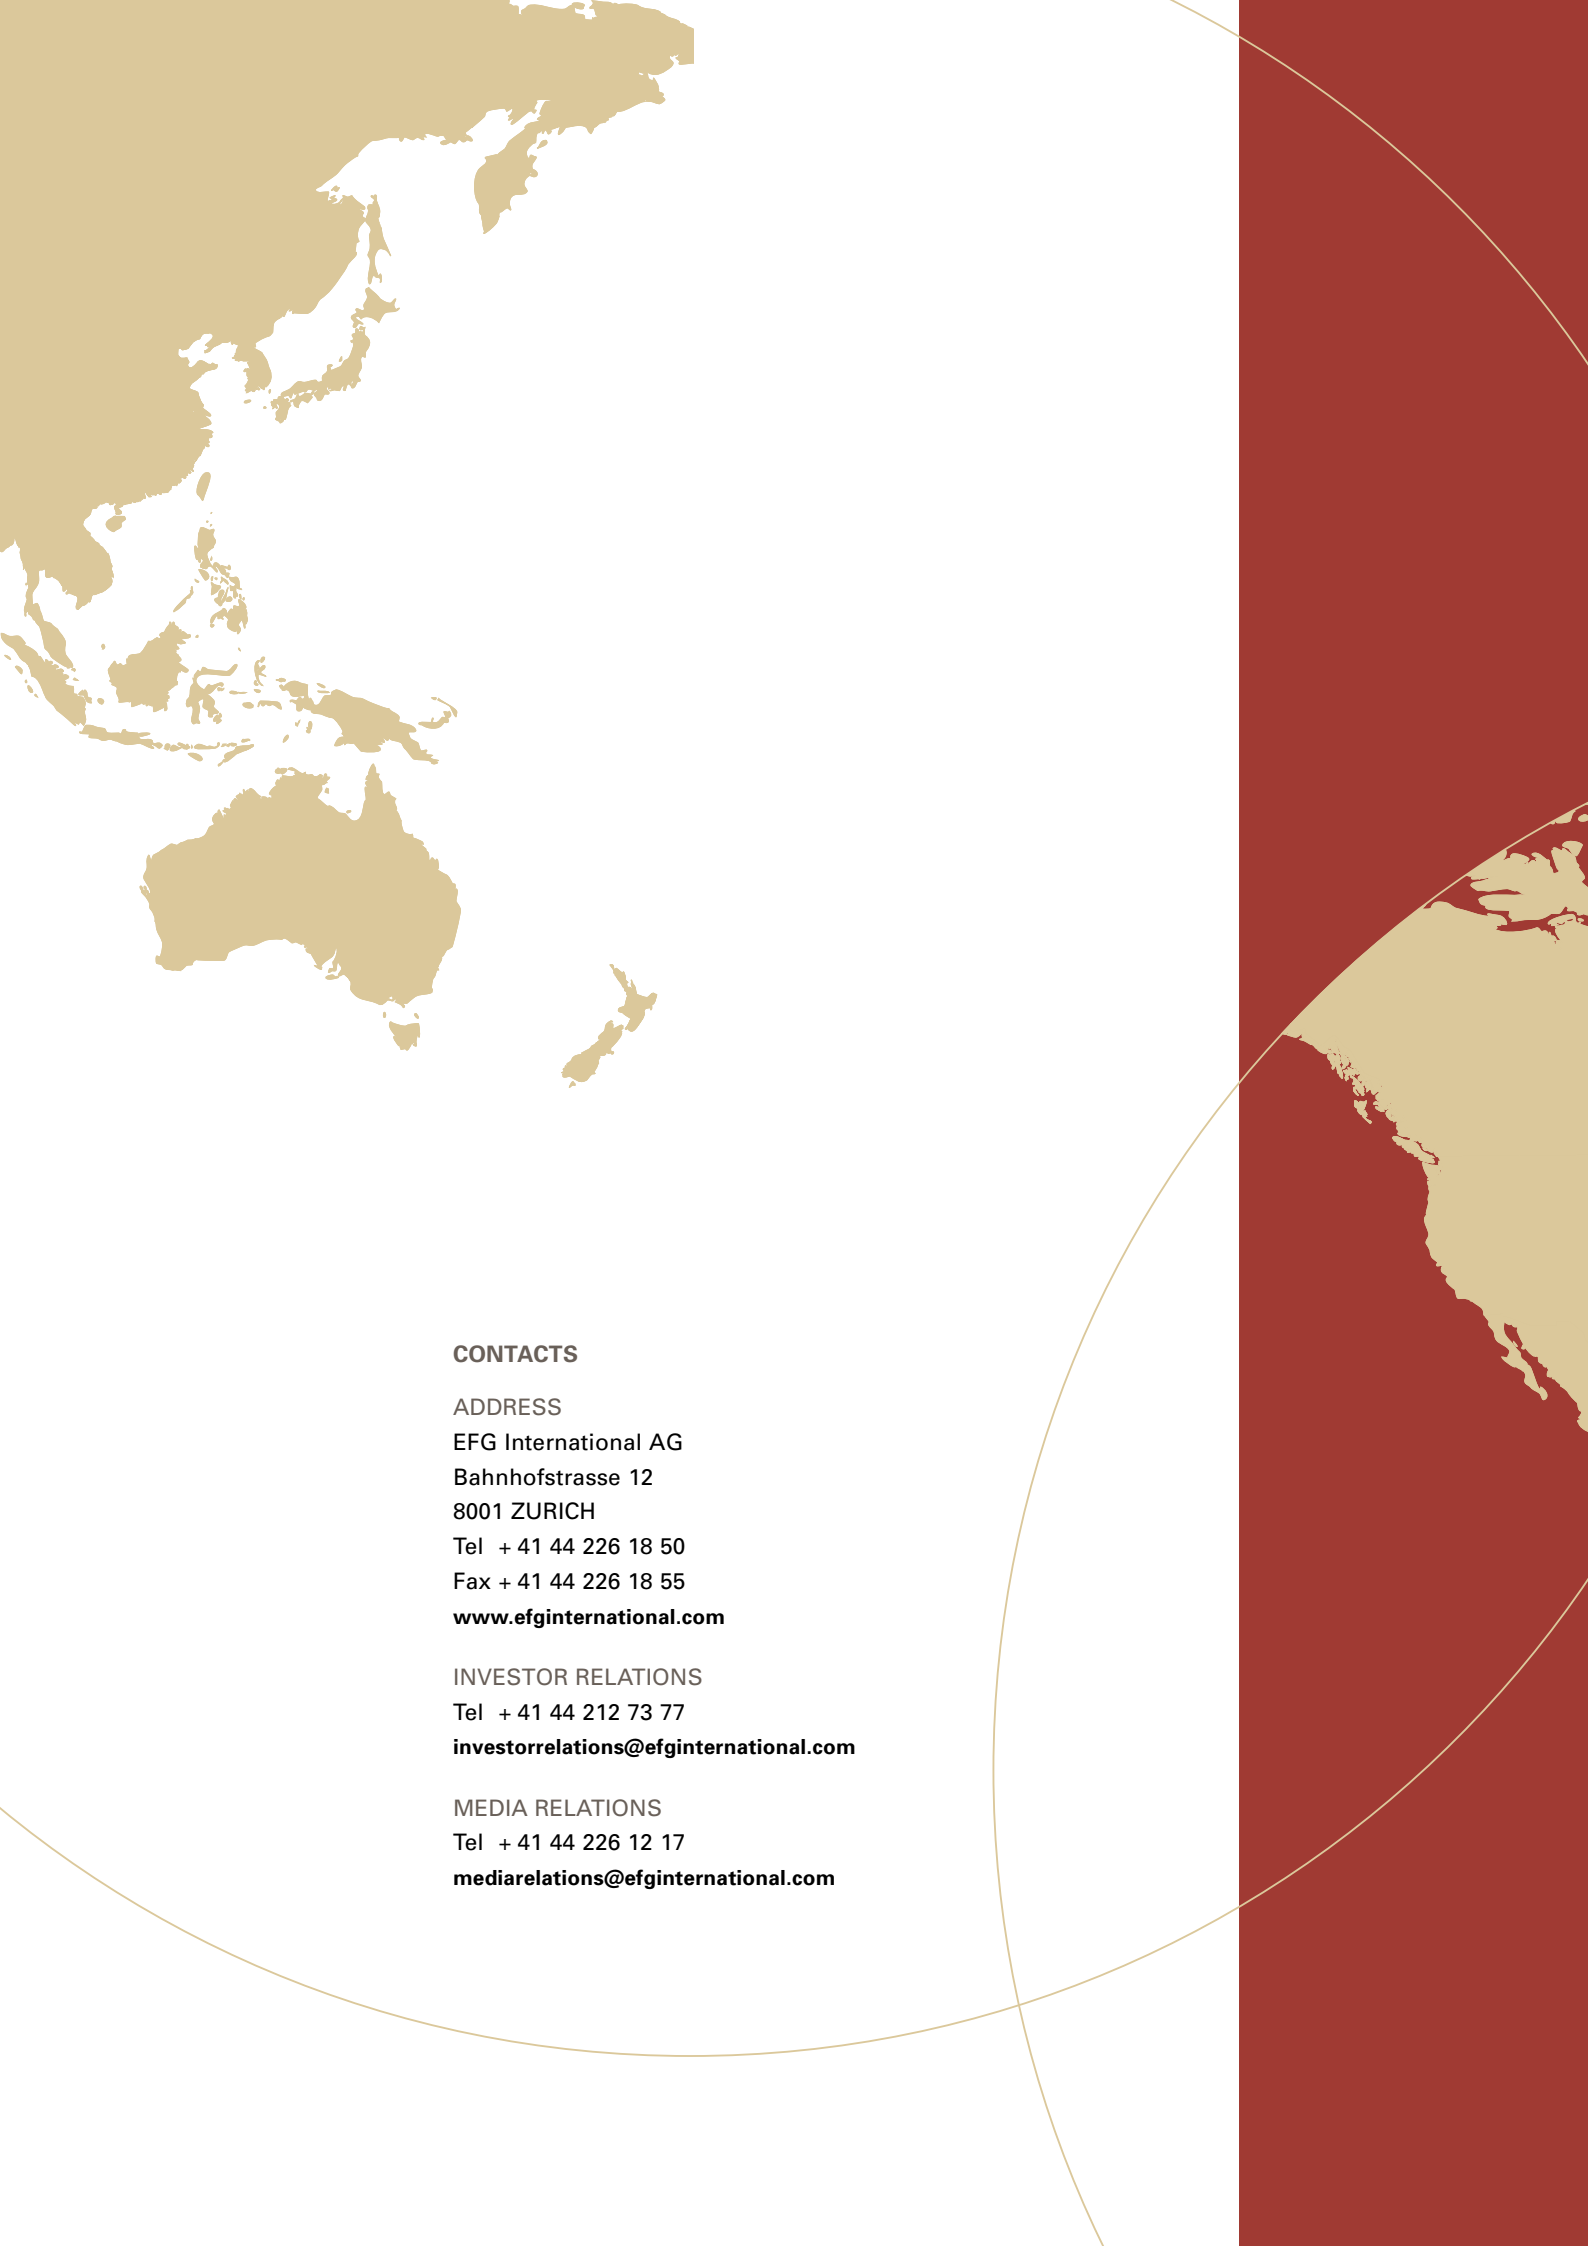 CONTACTS
ADDRESS
EFG International AG
Bahnhofstrasse 12
8001 ZURICH
Tel + 41 44 226 18 50
Fax + 41 44 226 18 55
www.efginternational.com
INVESTOR RELATIONS
Tel + 41 44 212 73 77
investorrelations@efginternational.com
MEDIA RELATIONS
Tel + 41 44 226 12 17
mediarelations@efginternational.com